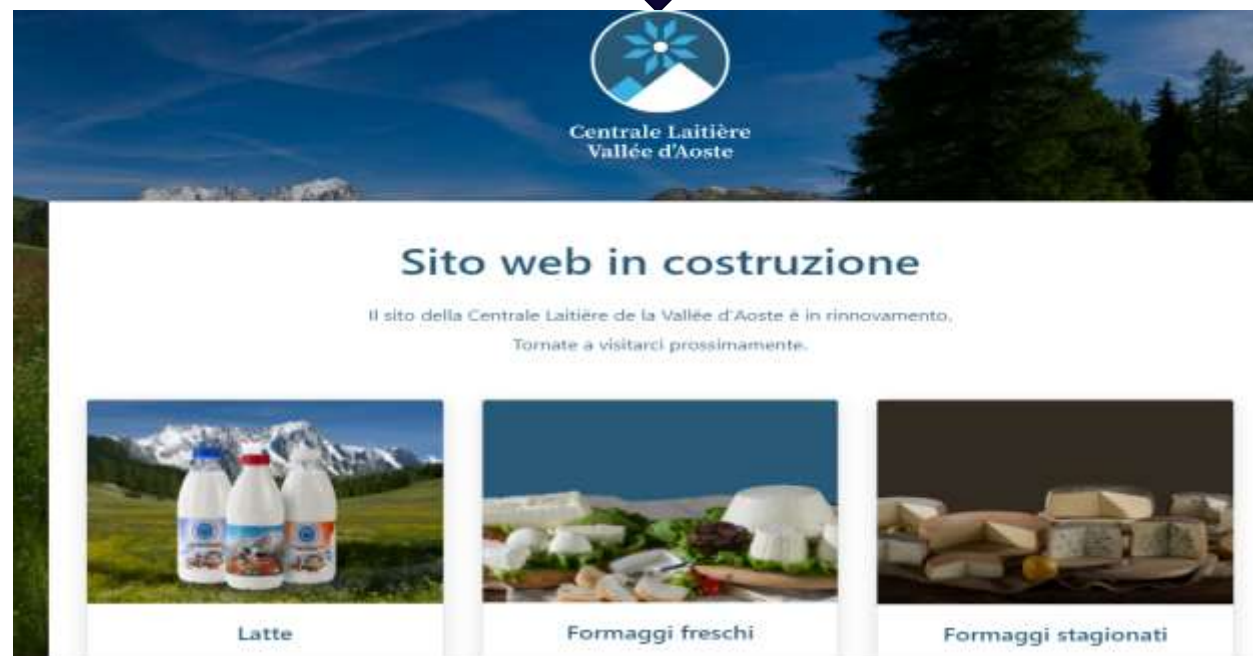 Centrale Laitière
Vallée d'Aoste
Sito web in costruzione
Il sito della Centrale Laitière de la Vallée d'Aoste è in rinnovamento.
Tornate a visitarci prossimamente.
Latte
Formaggi freschi
Formaggi stagionati